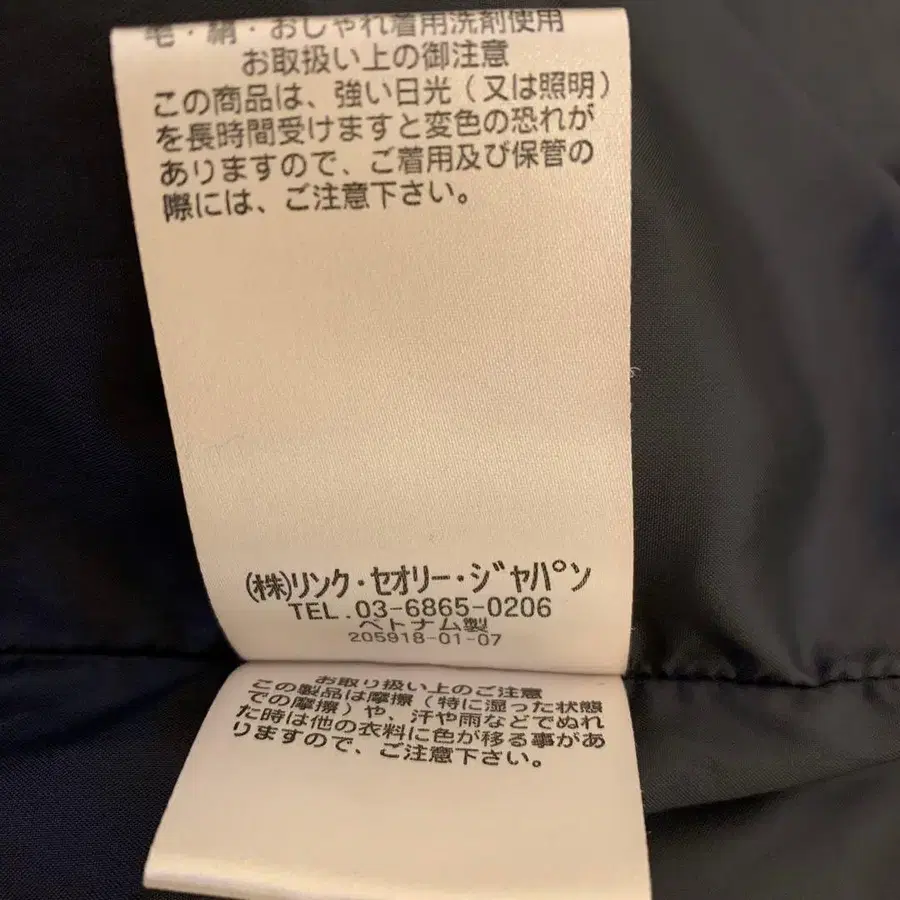 毛・絹・おしゃれ着用洗剤使用
お取扱い上の御注意
この商品は、強い日光（又は照明）
を長時間受けますと変色の恐れが
ありますので、ご着用及び保管の
際には、ご注意下さい。
(株)リンク・セオリー・ジャパン
TEL.03-6865-0206
ベトナム製
205918-01-07
お取り扱い上のご注意
この製品は摩擦（特に湿った状態
での摩擦）や、汗や雨などでぬれ
た時は他の衣料に色が移る事があ
りますので、ご注意下さい。